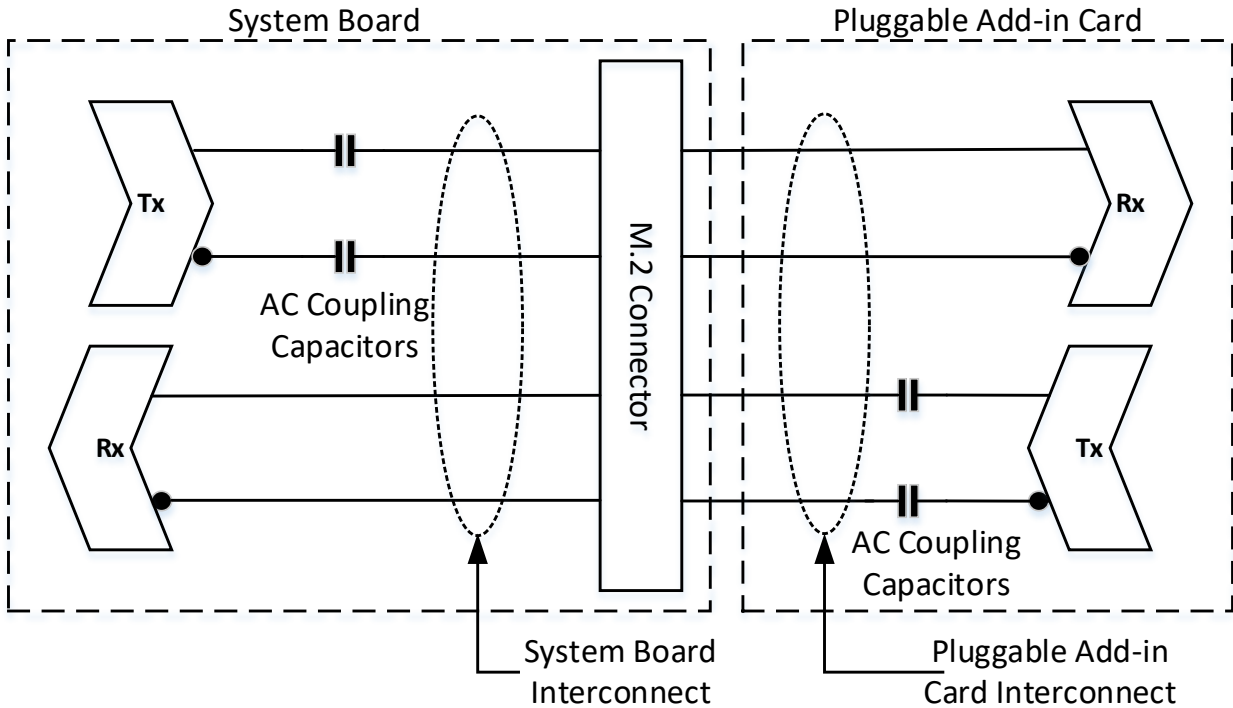 System Board
Pluggable Add-in Card
Tx
Rx
AC Coupling
Capacitors
M.2 Connector
Rx
Tx
AC Coupling
Capacitors
System Board
Interconnect
Pluggable Add-in
Card Interconnect